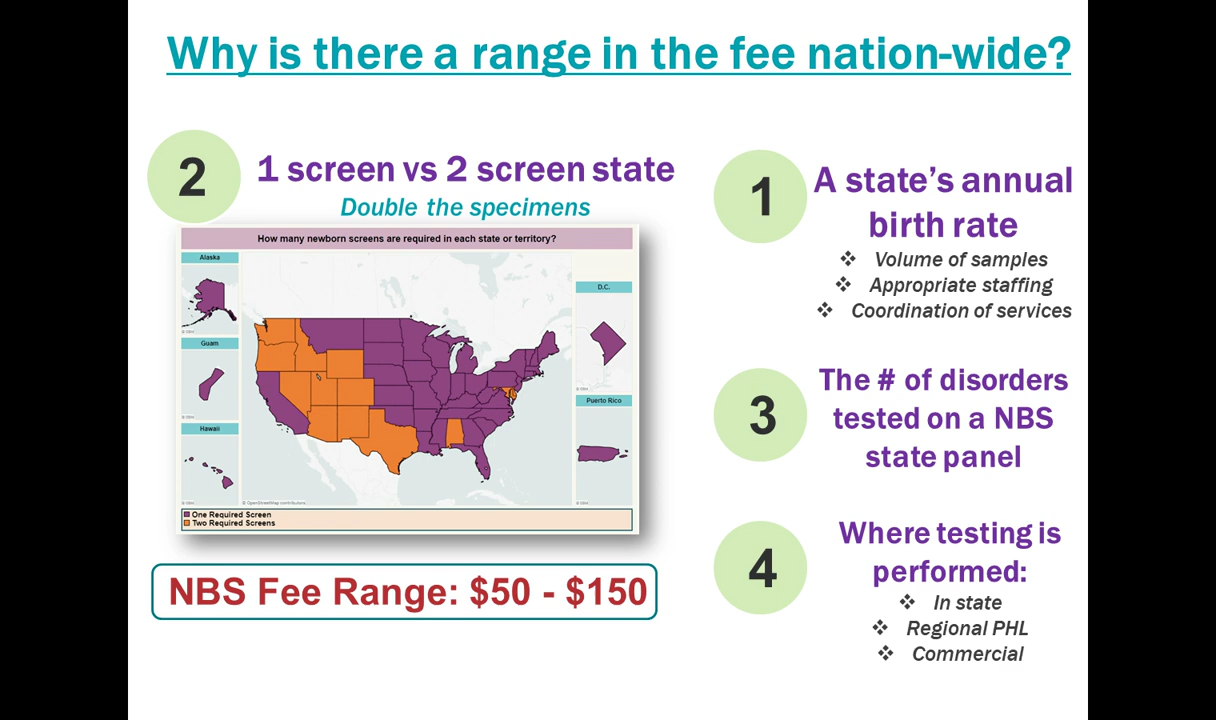 Why is there a range in the fee nation-wide?
2
1 screen vs 2 screen state
Double the specimens
How many newborn screens are required in each state or territory?
Alaska
Guam
Hawaii
D.C.
Puerto Rico
© OpenStreetMap contributors
One Required Screen
Two Required Screens
NBS Fee Range: $50 - $150
1
A state’s annual
birth rate
❖ Volume of samples
❖ Appropriate staffing
❖ Coordination of services
3
The # of disorders
tested on a NBS
state panel
4
Where testing is
performed:
❖ In state
❖ Regional PHL
❖ Commercial